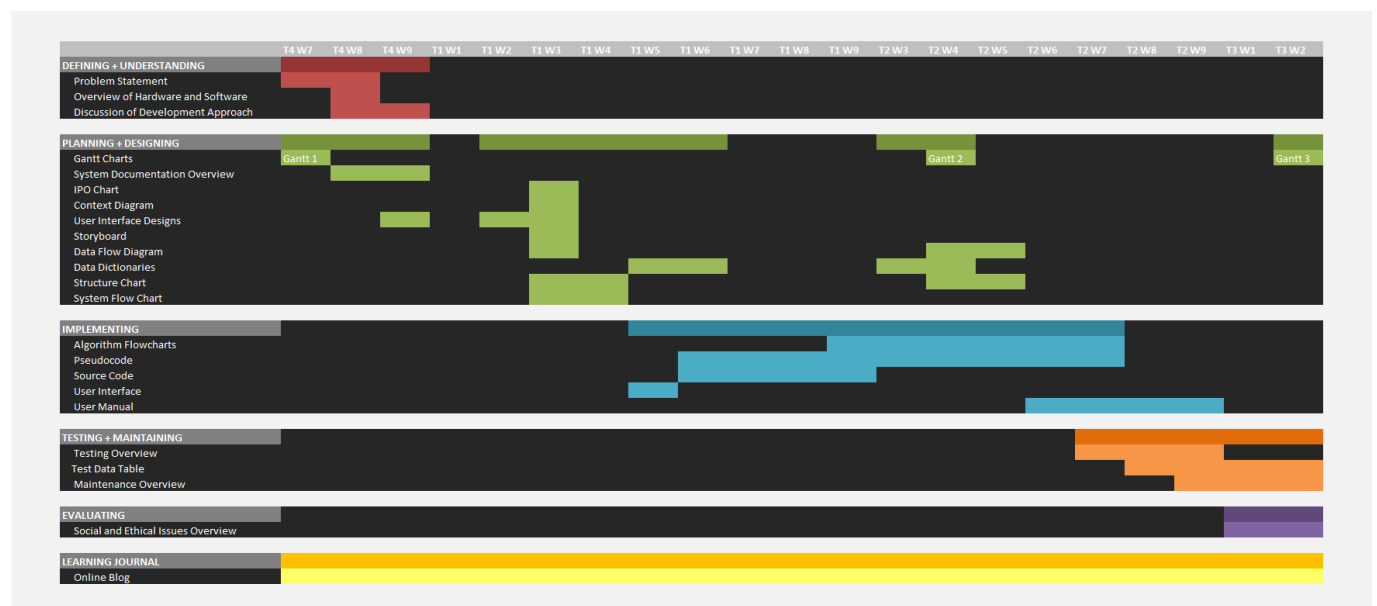 T4 W7 T4 W8 T4 W9 T1 W1 T1 W2 T1 W3 T1 W4 T1 W5 T1 W6 T1 W7 T1 W8 T1 W9 T2 W3 T2 W4 T2 W5 T2 W6 T2 W7 T2 W8 T2 W9 T3 W1 T3 W2
DEFINING + UNDERSTANDING
Problem Statement
Overview of Hardware and Software
Discussion of Development Approach
PLANNING + DESIGNING
Gantt Charts Gantt 1 Gantt 2 Gantt 3
System Documentation Overview
IPO Chart
Context Diagram
User Interface Designs
Storyboard
Data Flow Diagram
Data Dictionaries
Structure Chart
System Flow Chart
IMPLEMENTING
Algorithm Flowcharts
Pseudocode
Source Code
User Interface
User Manual
TESTING + MAINTAINING
Testing Overview
Test Data Table
Maintenance Overview
EVALUATING
Social and Ethical Issues Overview
LEARNING JOURNAL
Online Blog